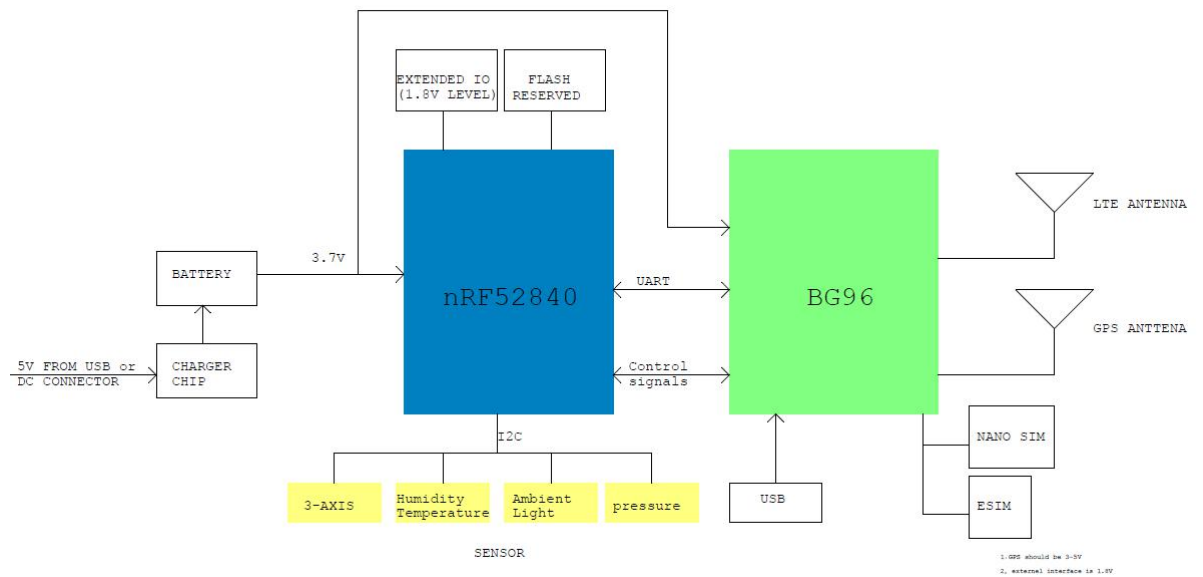 EXTENDED IO
(1.8V LEVEL)
FLASH
RESERVED
LTE ANTENNA
3.7V
BATTERY
UART
nRF52840
BG96
GPS ANTTENA
5V FROM USB or
DC CONNECTOR
CHARGER
CHIP
Control
signals
I2C
NANO SIM
3-AXIS
Humidity
Temperature
Ambient
Light
pressure
USB
ESIM
SENSOR
1.GPS should be 3-5V
2, external interface is 1.8V